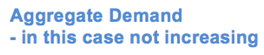 Aggregate Demand
- in this case not increasing